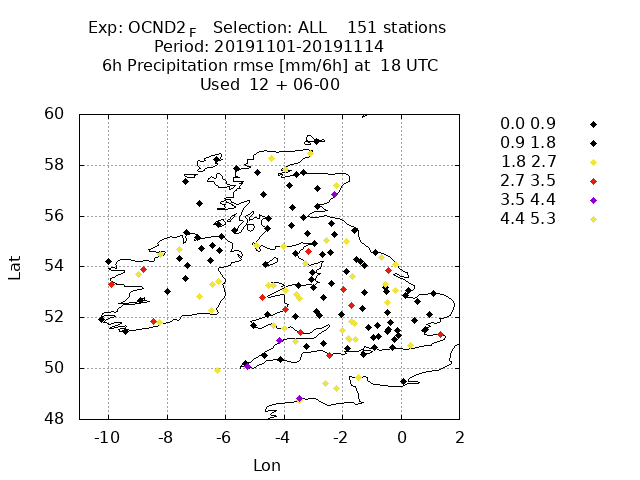 Exp: OCND2 F Selection: ALL 151 stations
Period: 20191101-20191114
6h Precipitation rmse [mm/6h] at 18 UTC
Used 12 + 06-00
60
58
56
54
52
50
48
Lat
-10 -8 -6 -4 -2 0 2
Lon
0.0 0.9
0.9 1.8
1.8 2.7
2.7 3.5
3.5 4.4
4.4 5.3